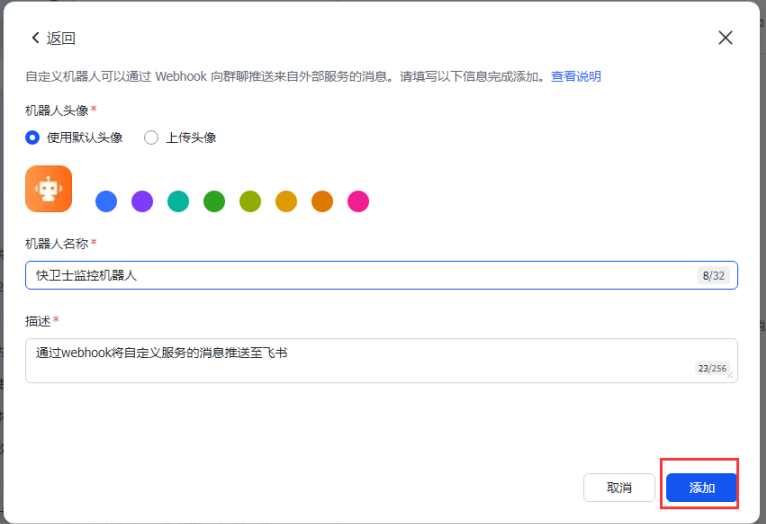 返回
自定义机器人可以通过 Webhook 向群聊推送来自外部服务的消息。请填写以下信息完成添加。查看说明
机器人头像*
使用默认头像 上传头像
机器人名称*
快卫士监控机器人 8/32
描述*
通过webhook将自定义服务的消息推送至飞书
23/256
取消 添加